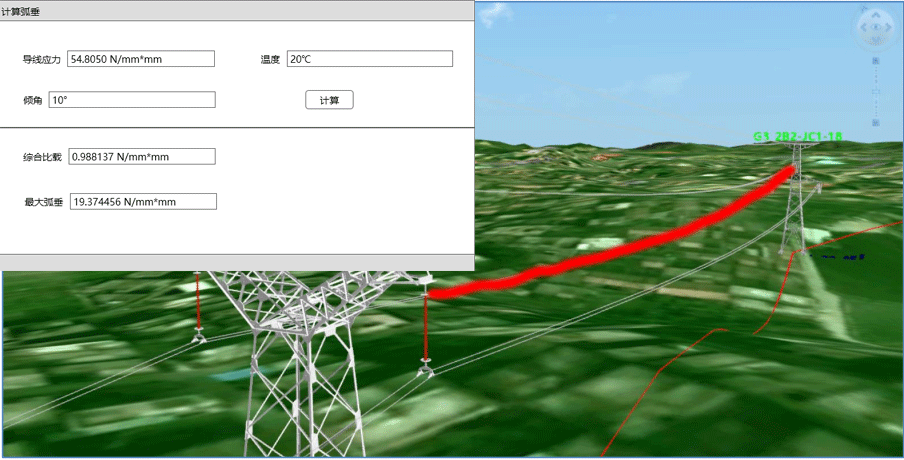 计算弧垂
导线应力 54.8050 N/mm*mm 温度 20℃
倾角 10° 计算
综合比载 0.988137 N/mm*mm
最大弧垂 19.374456 N/mm*mm
G3_2B2-JC1-18